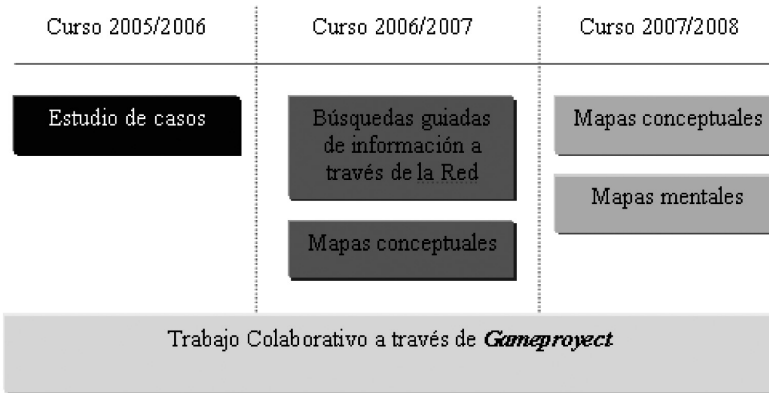 Curso 2005/2006
Curso 2006/2007
Curso 2007/2008
Estudio de casos
Búsquedas guiadas
de información a
través de la Red
Mapas conceptuales
Mapas conceptuales
Mapas mentales
Trabajo Colaborativo a través de Gameproyect